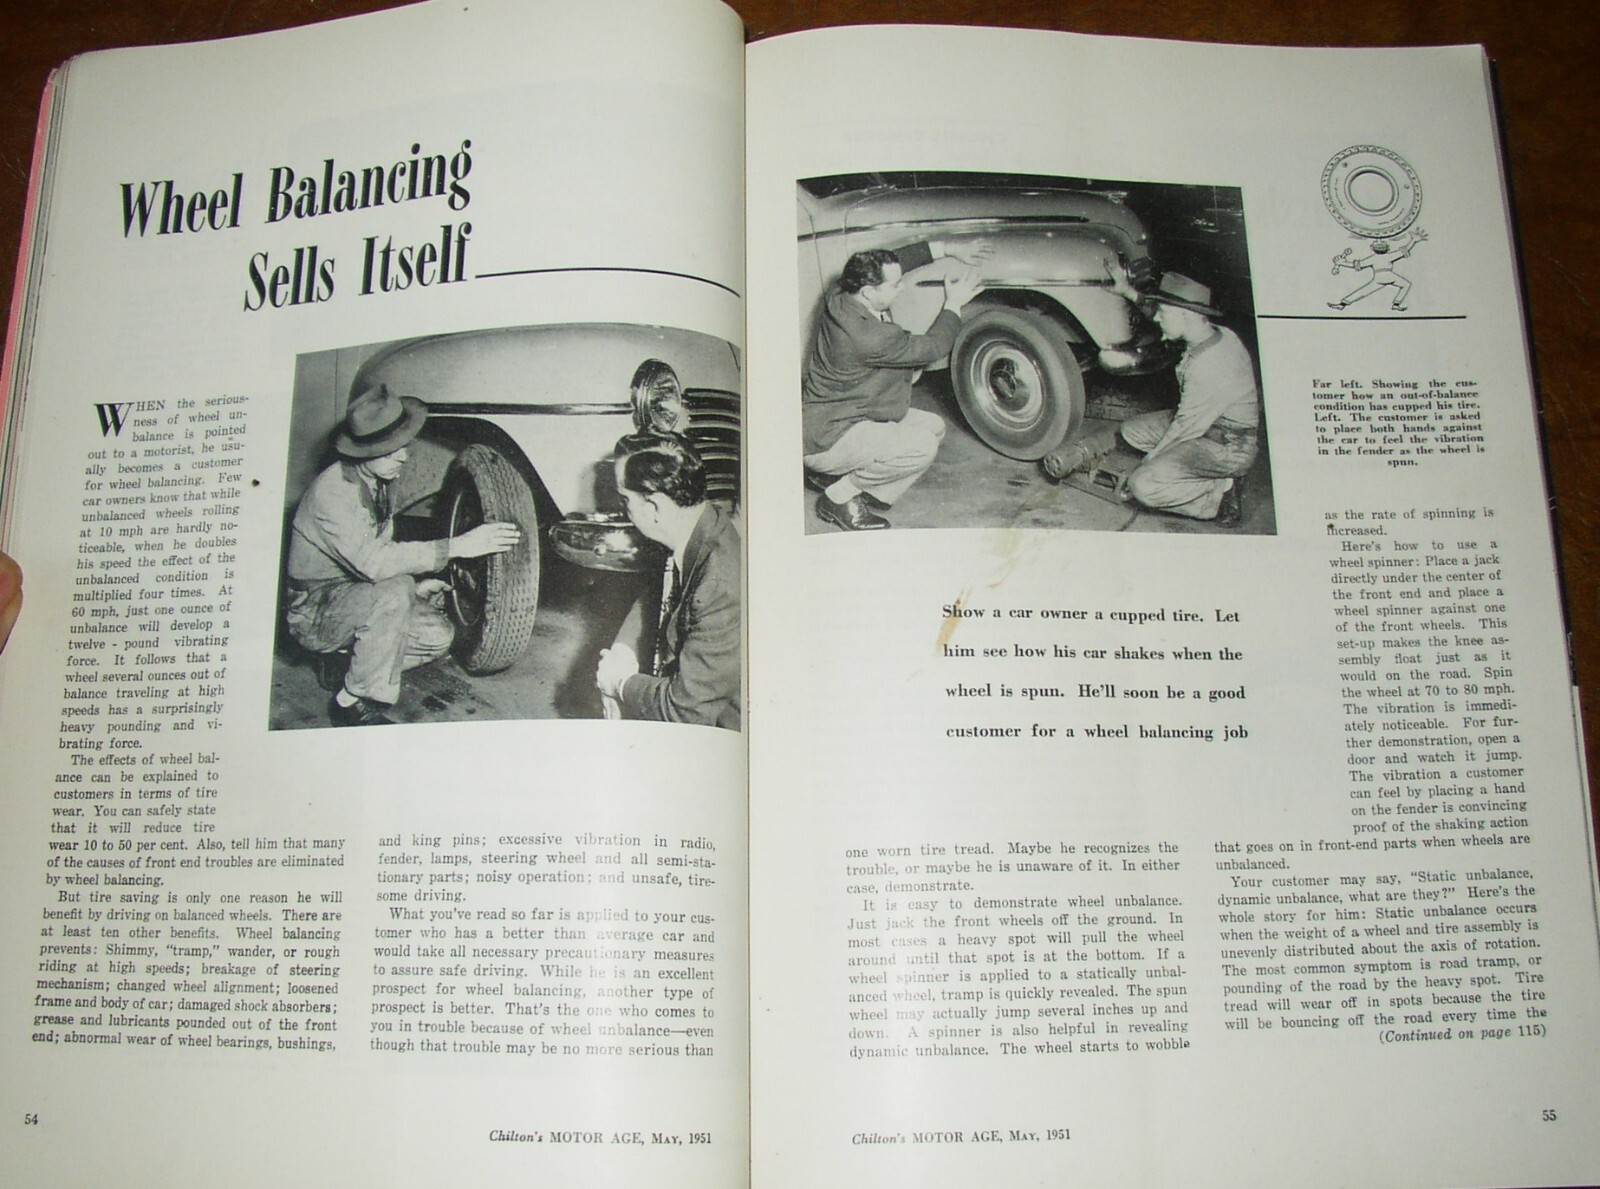 Wheel Balancing
Sells Itself
WHEN the serious-
ness of wheel un-
balance is pointed
out to a motorist, he usu-
ally becomes a customer
for wheel balancing. Few
car owners know that while
unbalanced wheels rolling
at 10 mph are hardly no-
ticeable, when he doubles
his speed the effect of the
unbalanced condition is
multiplied four times. At
60 mph, just one ounce of
unbalance will develop a
twelve - pound vibrating
force. It follows that a
wheel several ounces out of
balance traveling at high
speeds has a surprisingly
heavy pounding and vi-
brating force.
The effects of wheel bal-
ance can be explained to
customers in terms of tire
wear. You can safely state
that it will reduce tire
wear 10 to 50 per cent. Also, tell him that many
of the causes of front end troubles are eliminated
by wheel balancing.
But tire saving is only one reason he will
benefit by driving on balanced wheels. There are
at least ten other benefits. Wheel balancing
prevents: Shimmy, "tramp," wander, or rough
riding at high speeds; breakage of steering
mechanism; changed wheel alignment; loosened
frame and body of car; damaged shock absorbers;
grease and lubricants pounded out of the front
end; abnormal wear of wheel bearings, bushings,
and king pins; excessive vibration in radio,
fender, lamps, steering wheel and all semi-sta-
tionary parts; noisy operation; and unsafe, tire-
some driving.
What you've read so far is applied to your cus-
tomer who has a better than average car and
would take all necessary precautionary measures
to assure safe driving. While he is an excellent
prospect for wheel balancing, another type of
prospect is better. That's the one who comes to
you in trouble because of wheel unbalance—even
though that trouble may be no more serious than
54
Chilton's MOTOR AGE, MAY, 1951
Far left. Showing the cus-
tomer how an out-of-balance
condition has cupped his tire.
Left. The customer is asked
to place both hands against
the car to feel the vibration
in the fender as the wheel is
spun.
Show a car owner a cupped tire. Let
him see how his car shakes when the
wheel is spun. He'll soon be a good
customer for a wheel balancing job
one worn tire tread. Maybe he recognizes the
trouble, or maybe he is unaware of it. In either
case, demonstrate.
It is easy to demonstrate wheel unbalance.
Just jack the front wheels off the ground. In
most cases a heavy spot will pull the wheel
around until that spot is at the bottom. If a
wheel spinner is applied to a statically unbal-
anced wheel, tramp is quickly revealed. The spun
wheel may actually jump several inches up and
down. A spinner is also helpful in revealing
dynamic unbalance. The wheel starts to wobble
as the rate of spinning is
increased.
Here's how to use a
wheel spinner: Place a jack
directly under the center of
the front end and place a
wheel spinner against one
of the front wheels. This
set-up makes the knee as-
sembly float just as it
would on the road. Spin
the wheel at 70 to 80 mph.
The vibration is immedi-
ately noticeable. For fur-
ther demonstration, open a
door and watch it jump.
The vibration a customer
can feel by placing a hand
on the fender is convincing
proof of the shaking action
that goes on in front-end parts when wheels are
unbalanced.
Your customer may say, "Static unbalance,
dynamic unbalance, what are they?" Here's the
whole story for him: Static unbalance occurs
when the weight of a wheel and tire assembly is
unevenly distributed about the axis of rotation.
The most common symptom is road tramp, or
pounding of the road by the heavy spot. Tire
tread will wear off in spots because the tire
will be bouncing off the road every time the
(Continued on page 115)
Chilton's MOTOR AGE, MAY, 1951
55